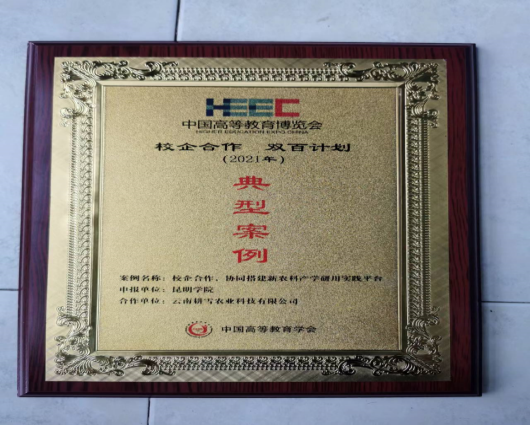 HEEC
中国高等教育博览会
HIGHER EDUCATION EXPO CHINA
校企合作 双百计划
(2021年)
典型案例
案例名称：校企合作，协同搭建新农科产学研用实践平台
申报单位：昆明学院
合作单位：云南耕雪农业科技有限公司
中国高等教育学会